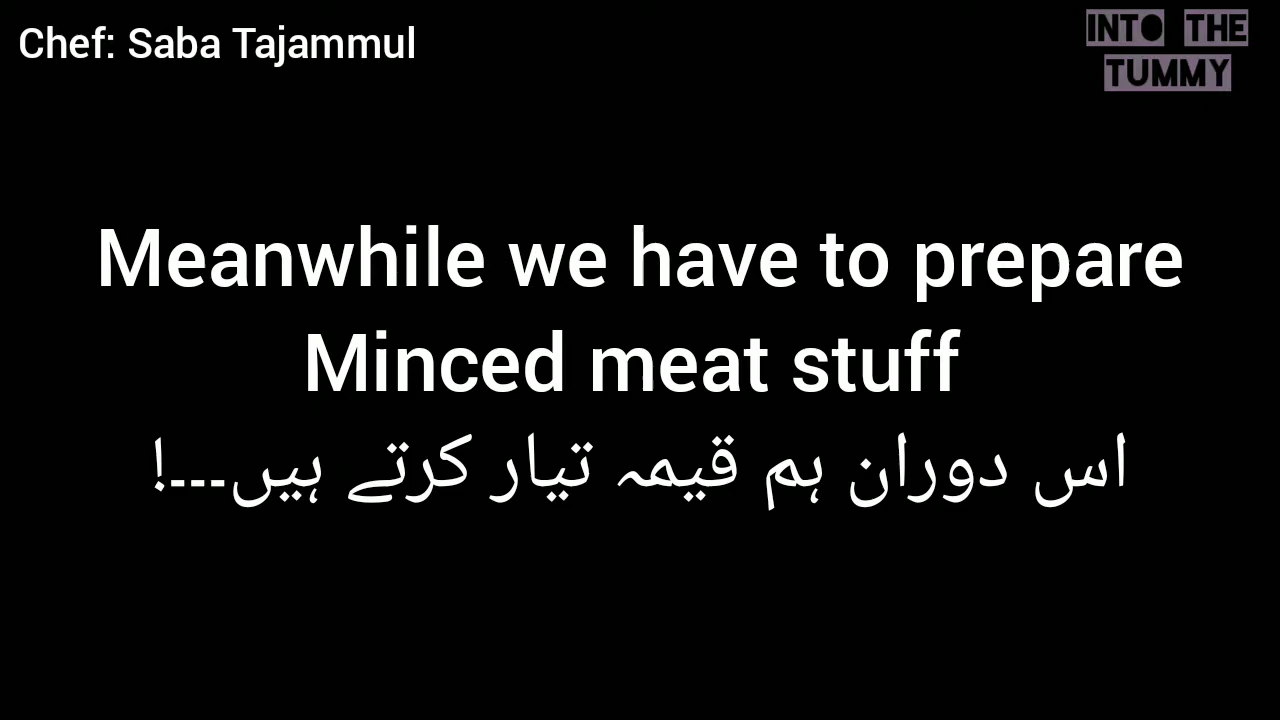 Chef: Saba Tajammul
INTO THE
TUMMY
Meanwhile we have to prepare
Minced meat stuff
اس دوران ہم قیمہ تیار کرتے ہیں۔۔۔!